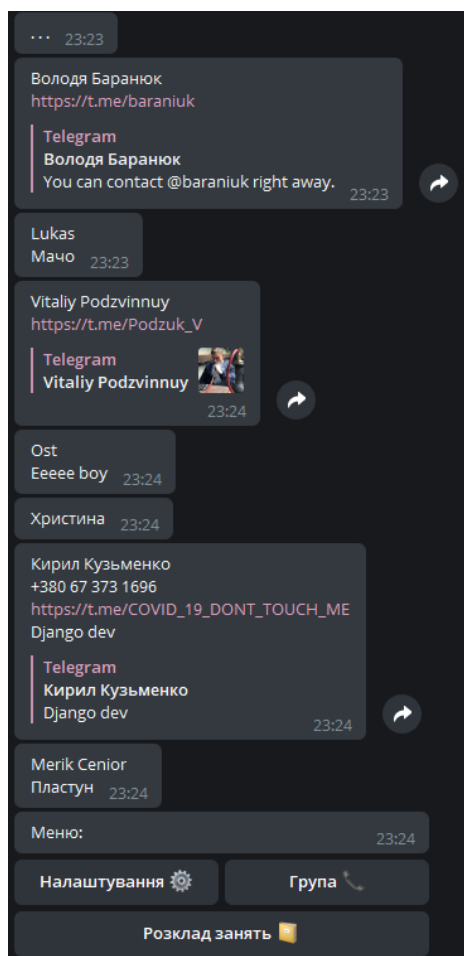 ... 23:23
Володя Баранюк
https://t.me/baraniuk
Telegram
Володя Баранюк
You can contact @baraniuk right away.
23:23
Lukas
Мачо 23:23
Vitaliy Podzvinnuy
https://t.me/Podzuk_V
Telegram
Vitaliy Podzvinnuy
23:24
Ost
Eeeee boy 23:24
Христина 23:24
Кирил Кузьменко
+380 67 373 1696
https://t.me/COVID_19_DONT_TOUCH_ME
Django dev
Telegram
Кирил Кузьменко
Django dev
23:24
Merik Cenior
Пластун 23:24
Меню: 23:24
Налаштування ⚙️ Група 📞
Розклад занять 📔